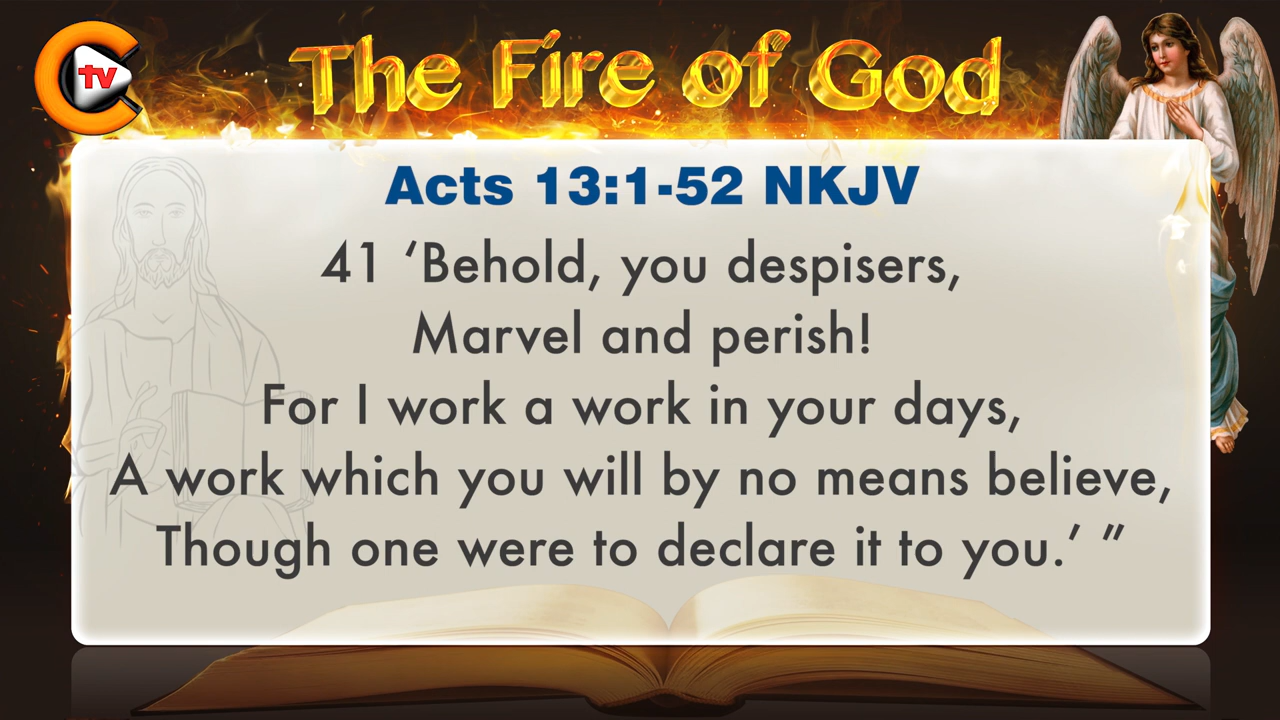 tv
The Fire of God
Acts 13:1-52 NKJV
41 ‘Behold, you despisers,
Marvel and perish!
For I work a work in your days,
A work which you will by no means believe,
Though one were to declare it to you.’ ”